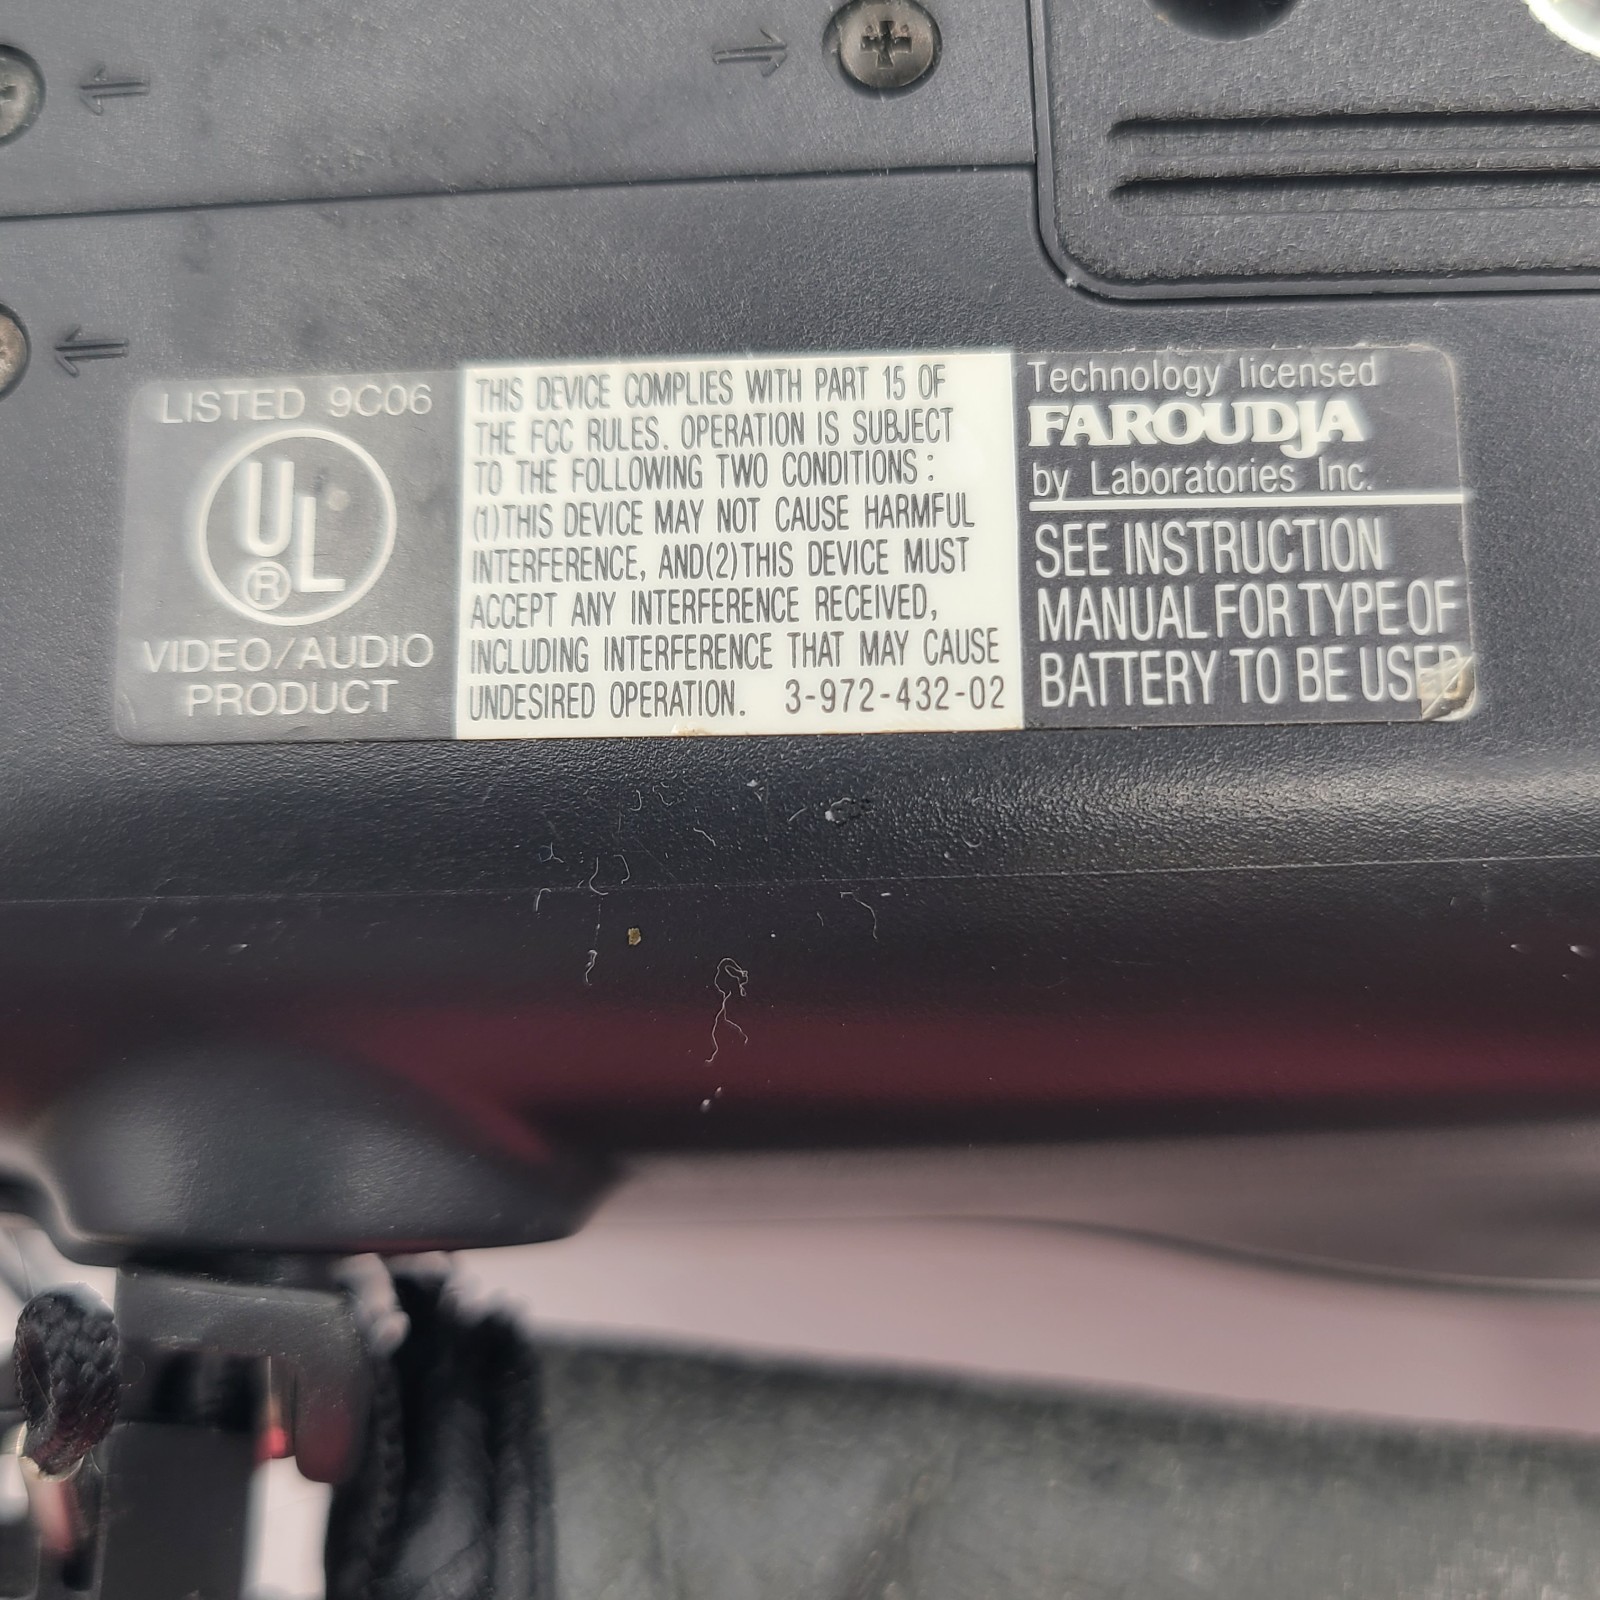 LISTED 9C06
UL
®
VIDEO/AUDIO
PRODUCT
THIS DEVICE COMPLIES WITH PART 15 OF
THE FCC RULES. OPERATION IS SUBJECT
TO THE FOLLOWING TWO CONDITIONS :
(1)THIS DEVICE MAY NOT CAUSE HARMFUL
INTERFERENCE, AND(2)THIS DEVICE MUST
ACCEPT ANY INTERFERENCE RECEIVED,
INCLUDING INTERFERENCE THAT MAY CAUSE
UNDESIRED OPERATION. 3-972-432-02
Technology licensed
FAROUDJA
by Laboratories Inc.
SEE INSTRUCTION
MANUAL FOR TYPE OF
BATTERY TO BE USED